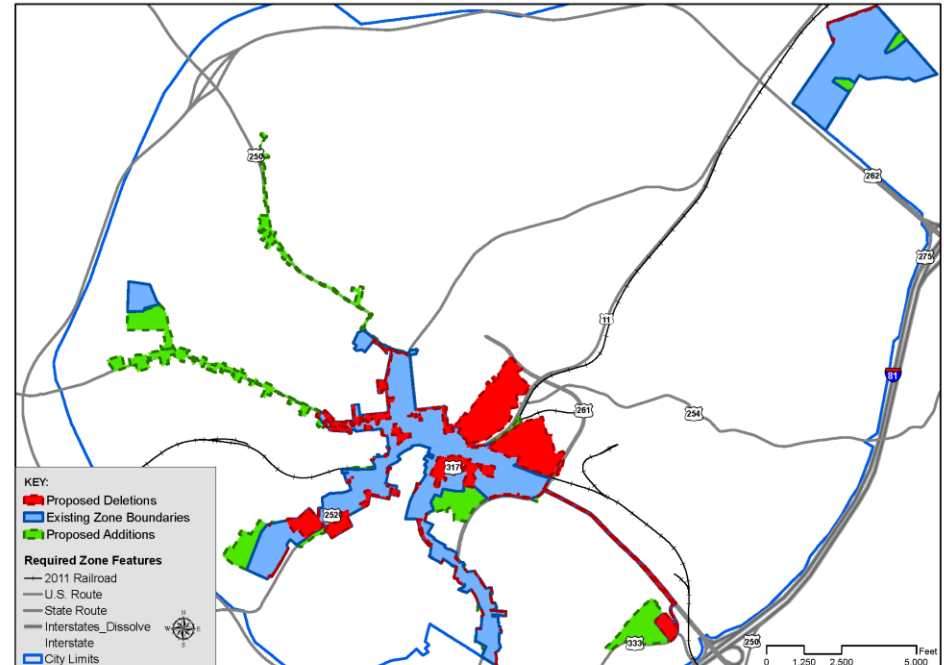 250
262
275
11
81
261
254
317
252
333
250
KEY:
Proposed Deletions
Existing Zone Boundaries
Proposed Additions
Required Zone Features
2011 Railroad
U.S. Route
State Route
Interstates_Dissolve
Interstate
City Limits
N
W E
S
Feet
0 1,250 2,500 5,000